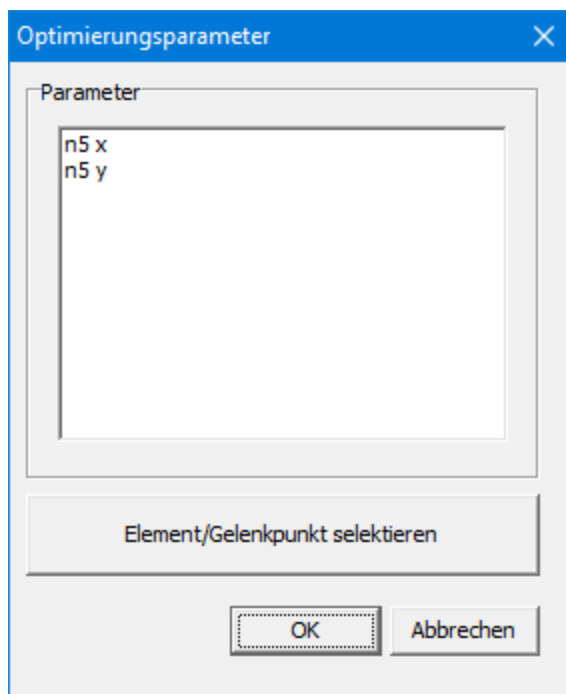 Optimierungsparameter
Parameter
n5 x
n5 y
Element/Gelenkpunkt selektieren
OK
Abbrechen